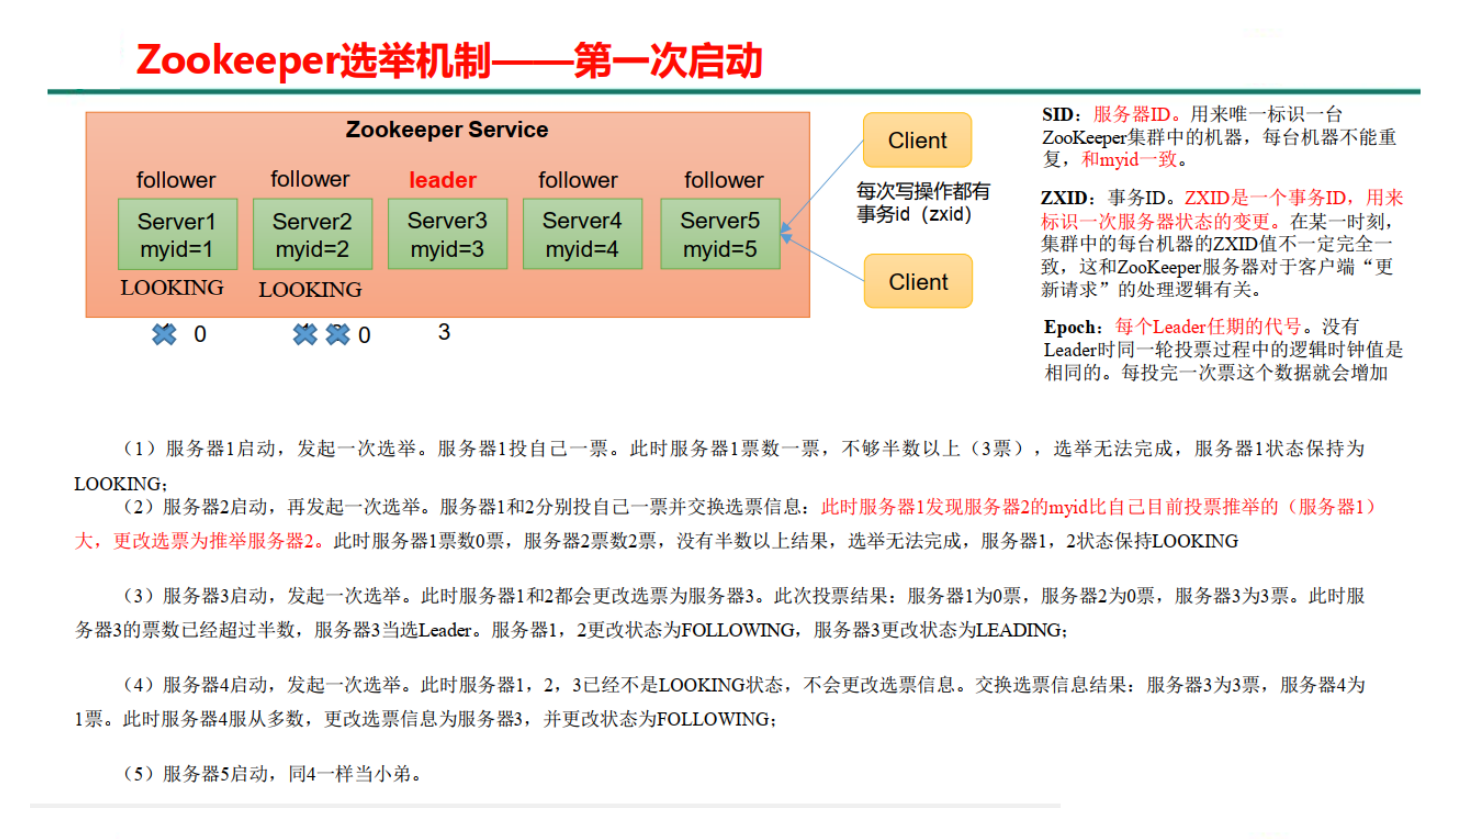 Zookeeper选举机制——第一次启动
Zookeeper Service
follower
follower
leader
follower
follower
Server1
myid=1
Server2
myid=2
Server3
myid=3
Server4
myid=4
Server5
myid=5
LOOKING
LOOKING
0
0
3
Client
每次写操作都有
事务id（zxid）
Client
SID：服务器ID。用来唯一标识一台
ZooKeeper集群中的机器，每台机器不能重
复，和myid一致。
ZXID：事务ID。ZXID是一个事务ID，用来
标识一次服务器状态的变更。在某一时刻，
集群中的每台机器的ZXID值不一定完全一
致，这和ZooKeeper服务器对于客户端“更
新请求”的处理逻辑有关。
Epoch：每个Leader任期的代号。没有
Leader时同一轮投票过程中的逻辑时钟值是
相同的。每投完一次票这个数据就会增加
（1）服务器1启动，发起一次选举。服务器1投自己一票。此时服务器1票数一票，不够半数以上（3票），选举无法完成，服务器1状态保持为
LOOKING；
（2）服务器2启动，再发起一次选举。服务器1和2分别投自己一票并交换选票信息：此时服务器1发现服务器2的myid比自己目前投票推举的（服务器1）
大，更改选票为推举服务器2。此时服务器1票数0票，服务器2票数2票，没有半数以上结果，选举无法完成，服务器1，2状态保持LOOKING
（3）服务器3启动，发起一次选举。此时服务器1和2都会更改选票为服务器3。此次投票结果：服务器1为0票，服务器2为0票，服务器3为3票。此时服
务器3的票数已经超过半数，服务器3当选Leader。服务器1，2更改状态为FOLLOWING，服务器3更改状态为LEADING；
（4）服务器4启动，发起一次选举。此时服务器1，2，3已经不是LOOKING状态，不会更改选票信息。交换选票信息结果：服务器3为3票，服务器4为
1票。此时服务器4服从多数，更改选票信息为服务器3，并更改状态为FOLLOWING；
（5）服务器5启动，同4一样当小弟。